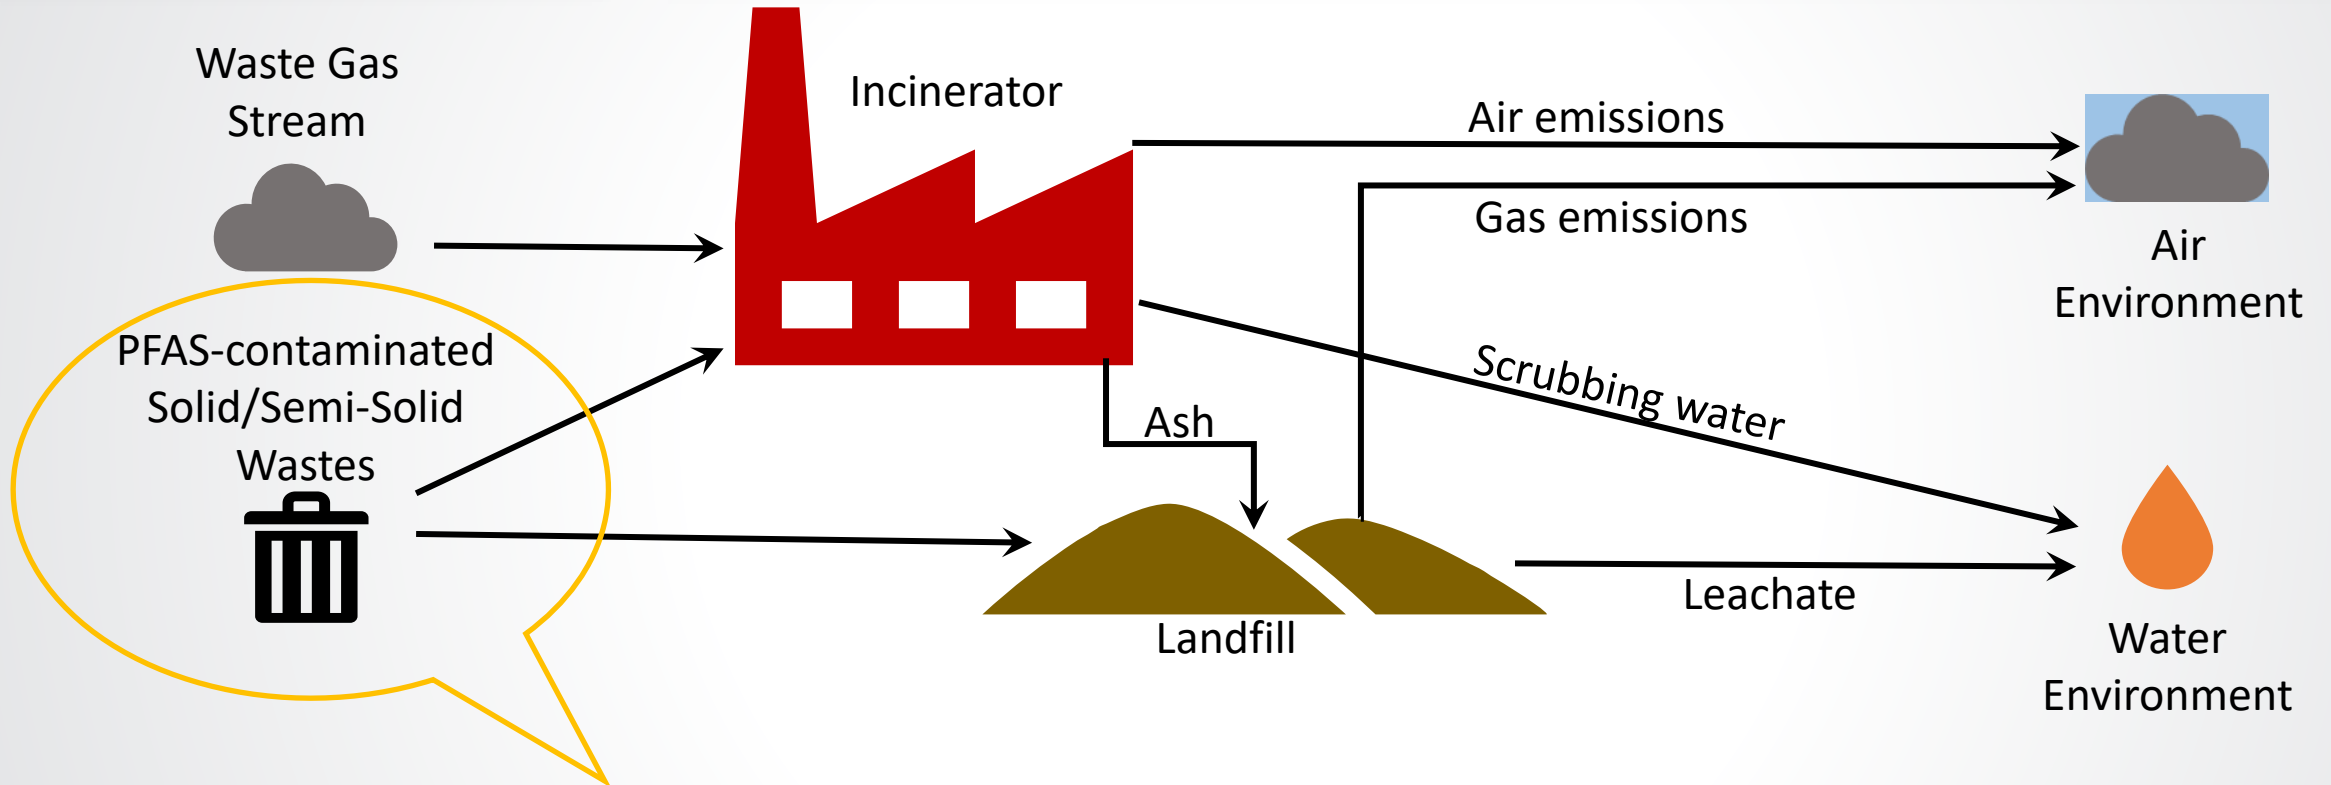 Waste Gas
Stream
Incinerator
Air emissions
Gas emissions
Air
Environment
PFAS-contaminated
Solid/Semi-Solid
Wastes
Scrubbing water
Ash
Landfill
Leachate
Water
Environment